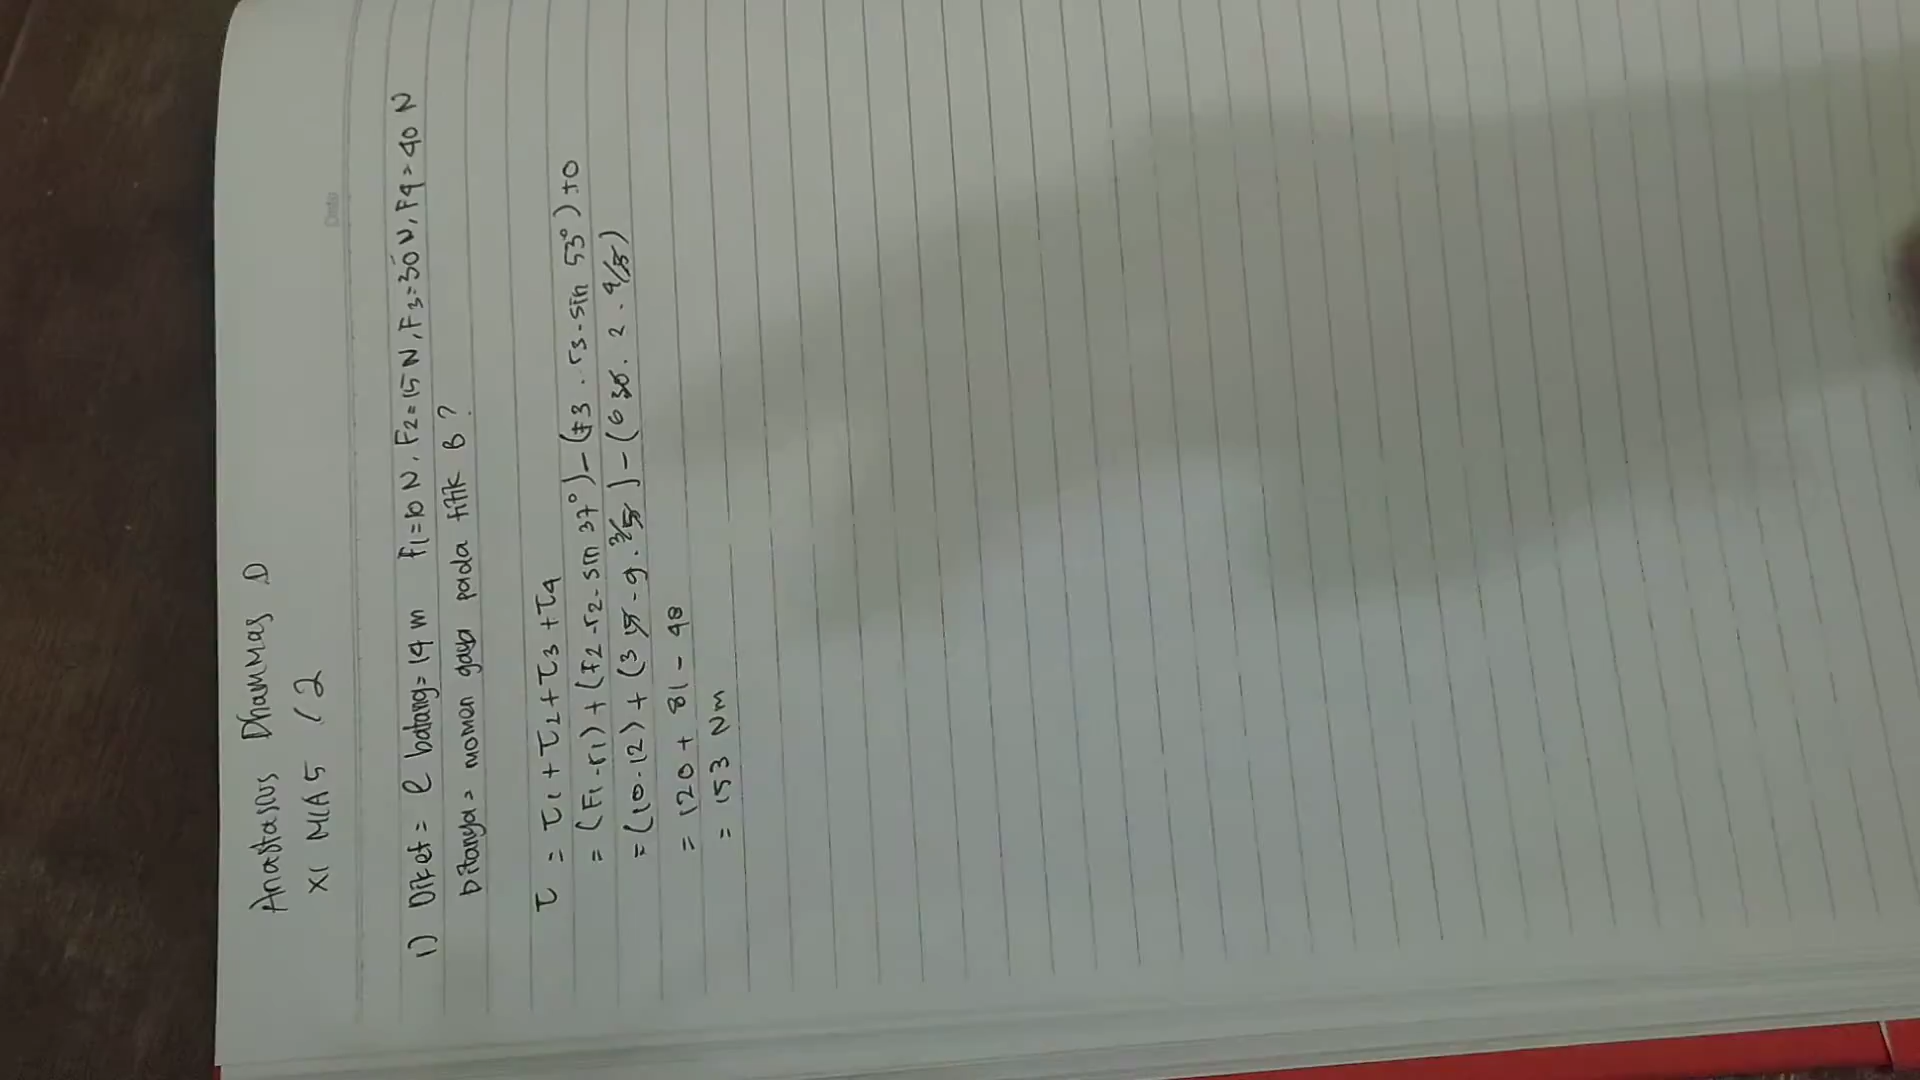 Anastasius Dhammas D
XI MIA 5 / 2
Date
1) Diket = l batang = 14 m F1 = 10 N, F2 = 15 N, F3 = 30 N, F4 = 40 N
Ditanya = momen gaya pada titik B?
τ = τ1 + τ2 + τ3 + τ4
= (F1.r1) + (F2.r2.sin 37°) - (F3.r3.sin 53°) + 0
= (10.12) + (3 15.9.3/5) - (6 30.2.4/5)
= 120 + 81 - 48
= 153 Nm